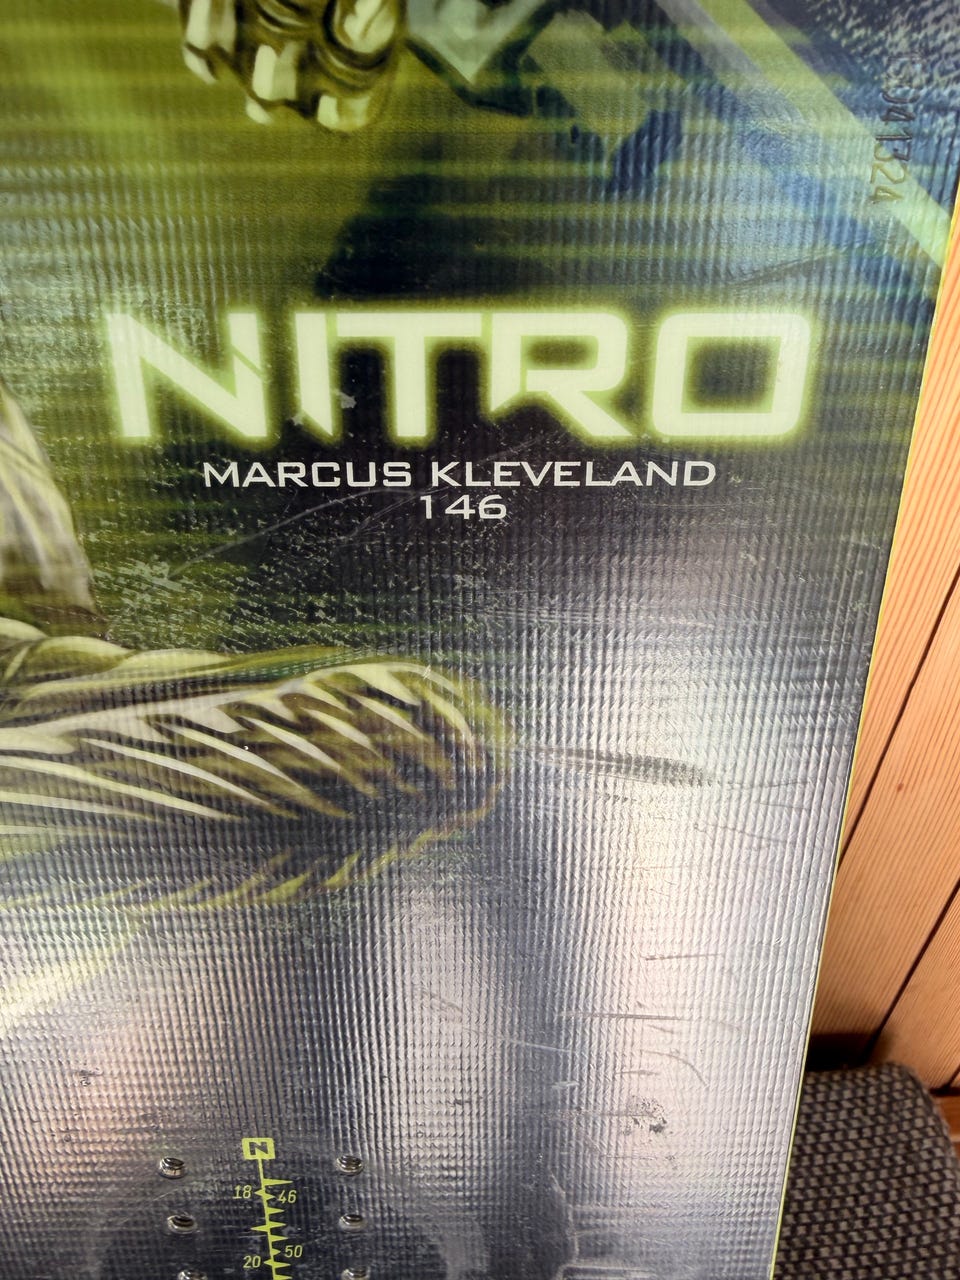 NITRO
MARCUS KLEVELAND
146
N
18 46
20 50